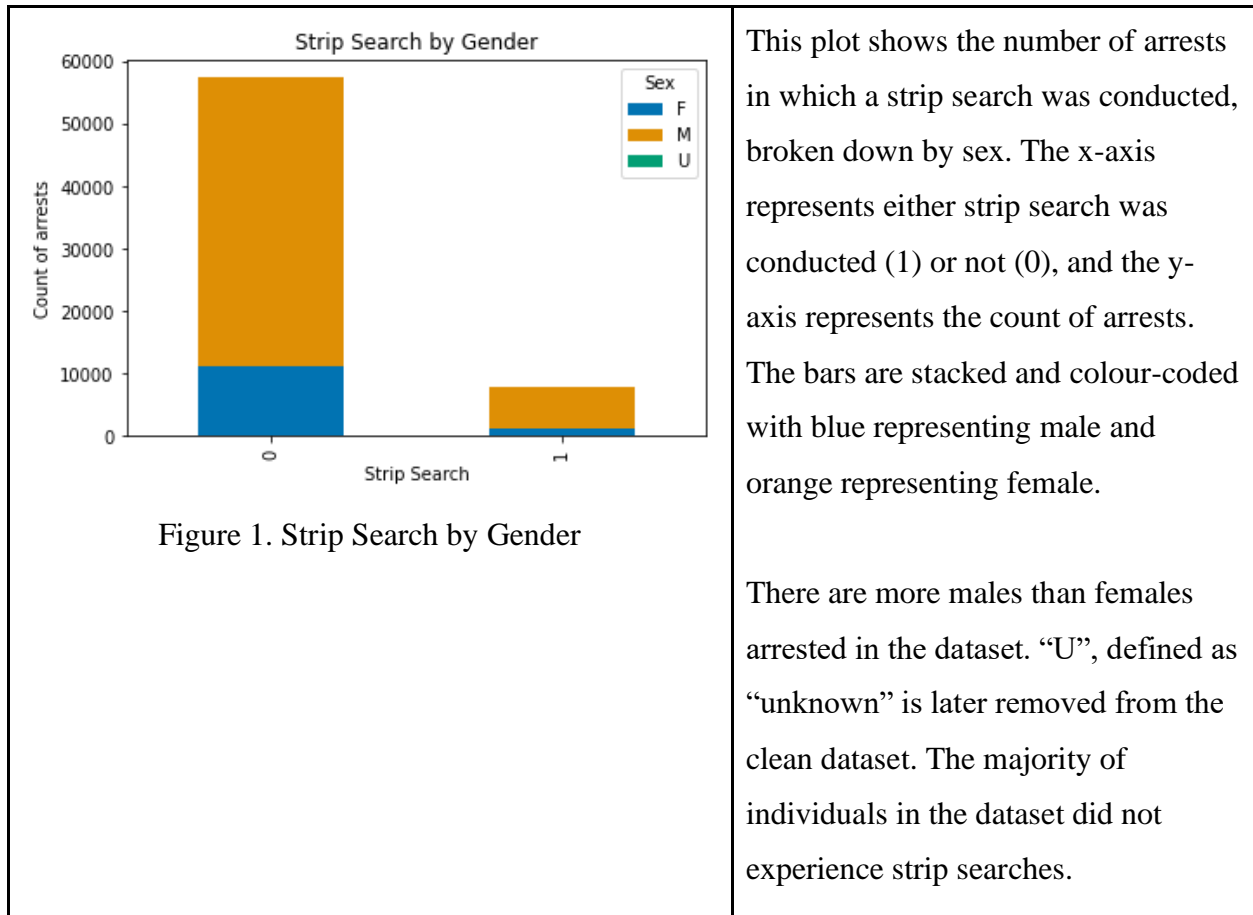 Strip Search by Gender
60000
50000
40000
30000
20000
10000
0
Count of arrests
Sex
F
M
U
0
1
Strip Search
Figure 1. Strip Search by Gender
This plot shows the number of arrests
in which a strip search was conducted,
broken down by sex. The x-axis
represents either strip search was
conducted (1) or not (0), and the y-
axis represents the count of arrests.
The bars are stacked and colour-coded
with blue representing male and
orange representing female.
There are more males than females
arrested in the dataset. “U”, defined as
“unknown” is later removed from the
clean dataset. The majority of
individuals in the dataset did not
experience strip searches.